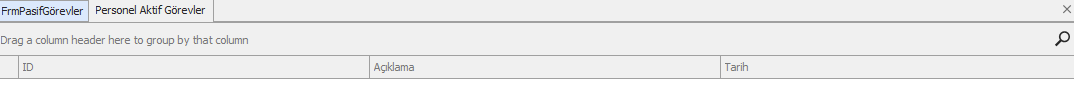 FrmPasifGörevler Personel Aktif Görevler
Drag a column header here to group by that column
ID Açıklama Tarih